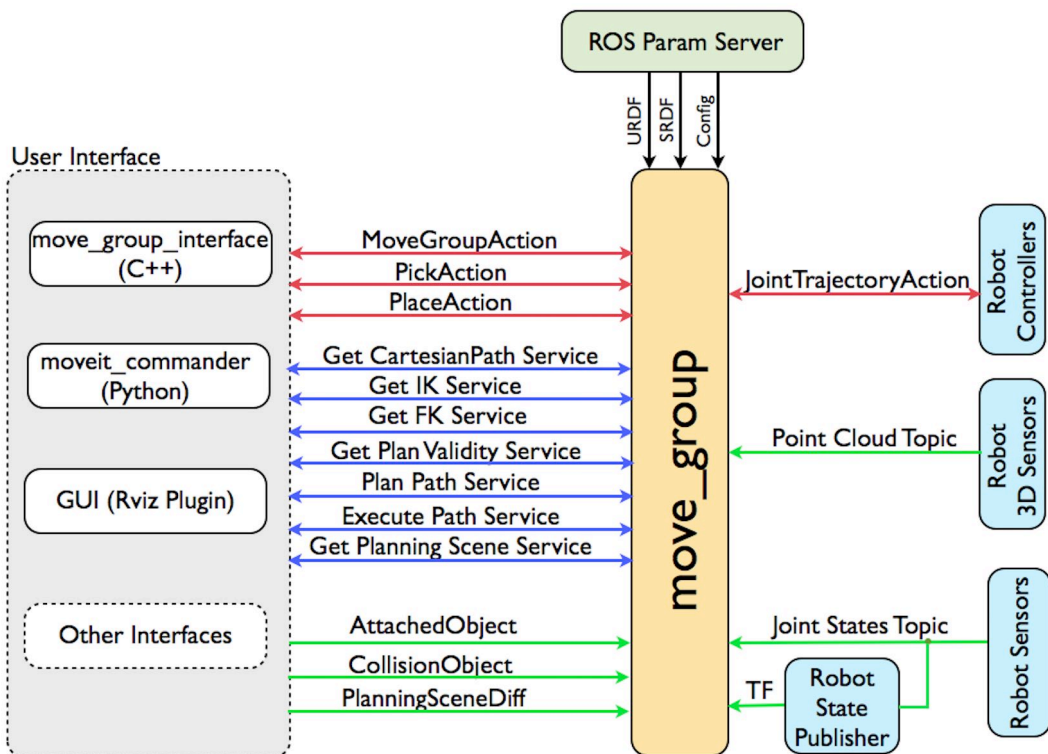 ROS Param Server
URDF
SRDF
Config
User Interface
move_group_interface
(C++)
moveit_commander
(Python)
GUI (Rviz Plugin)
Other Interfaces
MoveGroupAction
PickAction
PlaceAction
Get CartesianPath Service
Get IK Service
Get FK Service
Get Plan Validity Service
Plan Path Service
Execute Path Service
Get Planning Scene Service
AttachedObject
CollisionObject
PlanningSceneDiff
move_group
JointTrajectoryAction
Robot
Controllers
Point Cloud Topic
Robot
3D Sensors
Joint States Topic
Robot Sensors
TF
Robot
State
Publisher